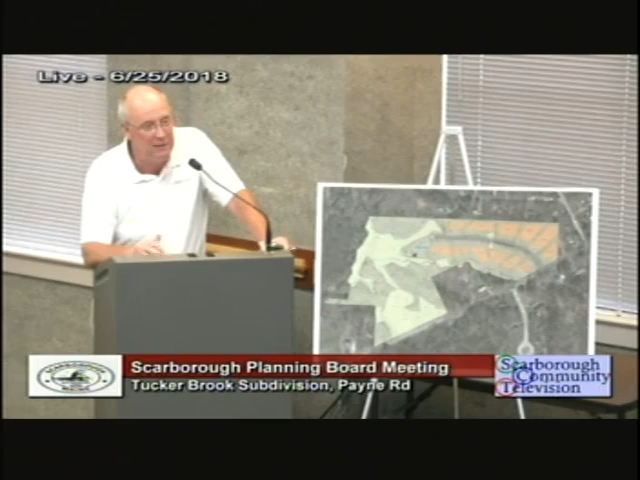 Live - 6/25/2018
Scarborough Planning Board Meeting
Tucker Brook Subdivision, Payne Rd
Scarborough
Community
Television